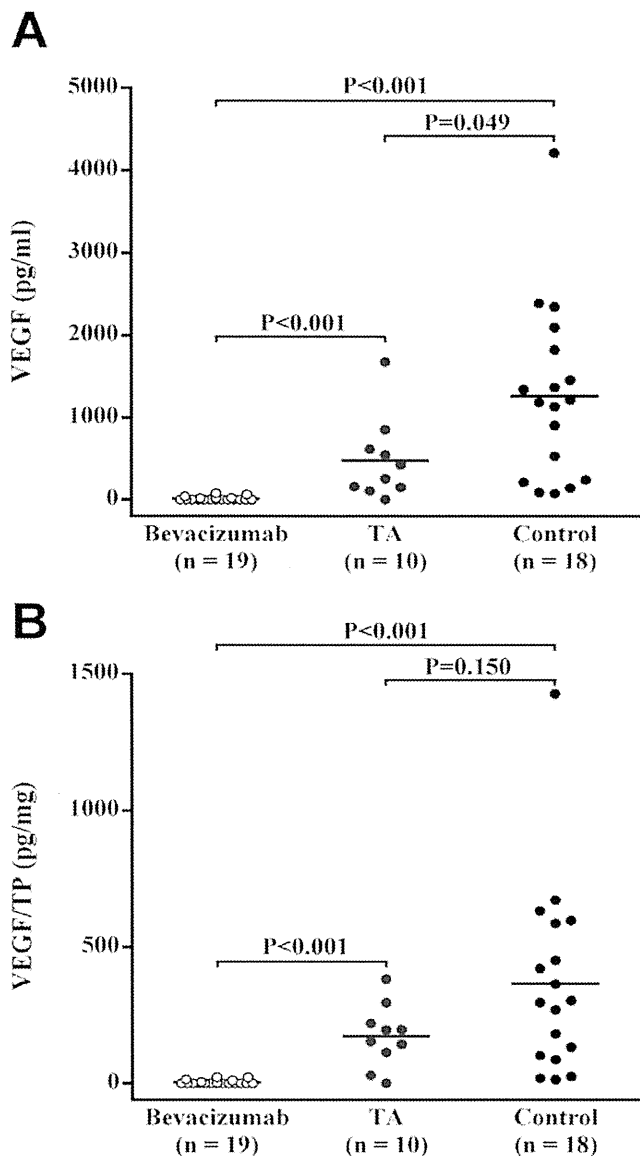 A
5000
P<0.001
P=0.049
4000
3000
VEGF (pg/ml)
2000
P<0.001
1000
0
Bevacizumab TA Control
(n = 19) (n = 10) (n = 18)
B
P<0.001
1500
P=0.150
1000
VEGF/TP (pg/mg)
500
P<0.001
0
Bevacizumab TA Control
(n = 19) (n = 10) (n = 18)